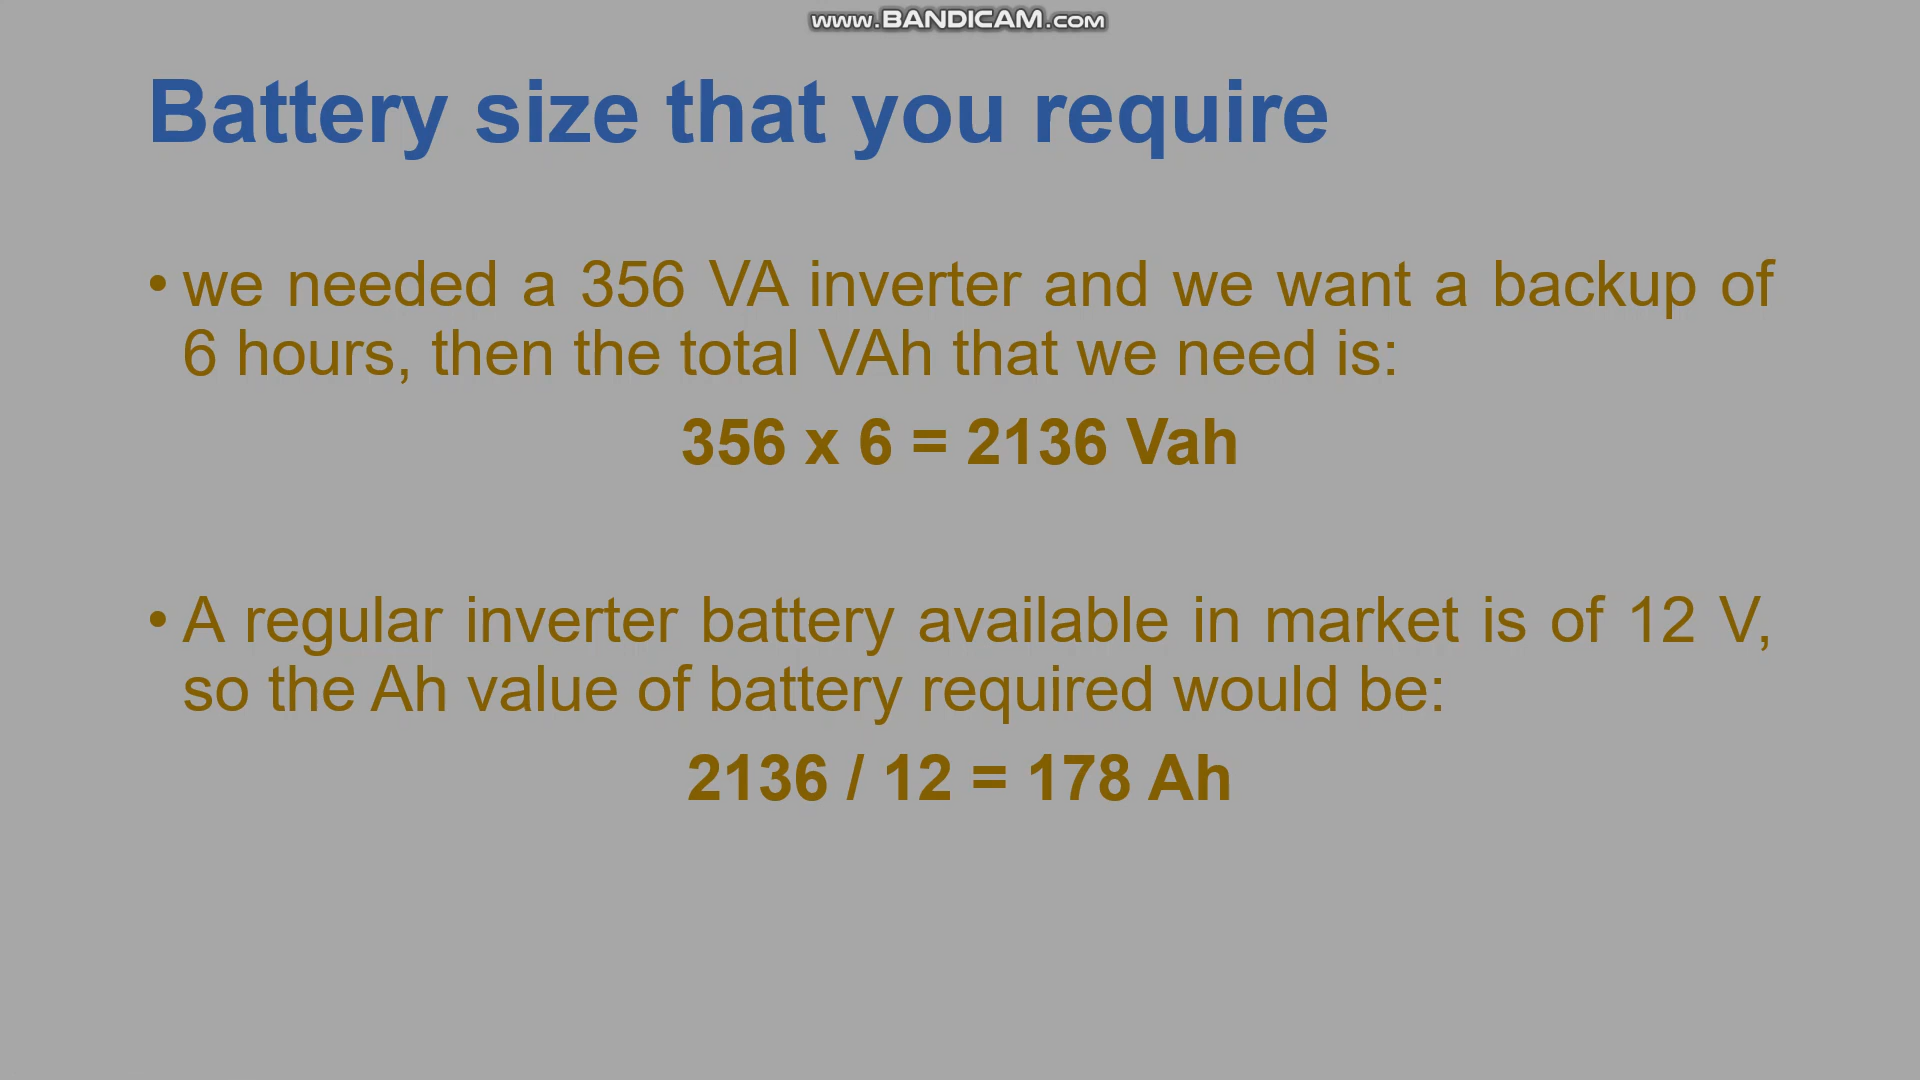 www.BANDICAM.com
Battery size that you require
• we needed a 356 VA inverter and we want a backup of
6 hours, then the total VAh that we need is:
356 x 6 = 2136 Vah
• A regular inverter battery available in market is of 12 V,
so the Ah value of battery required would be:
2136 / 12 = 178 Ah